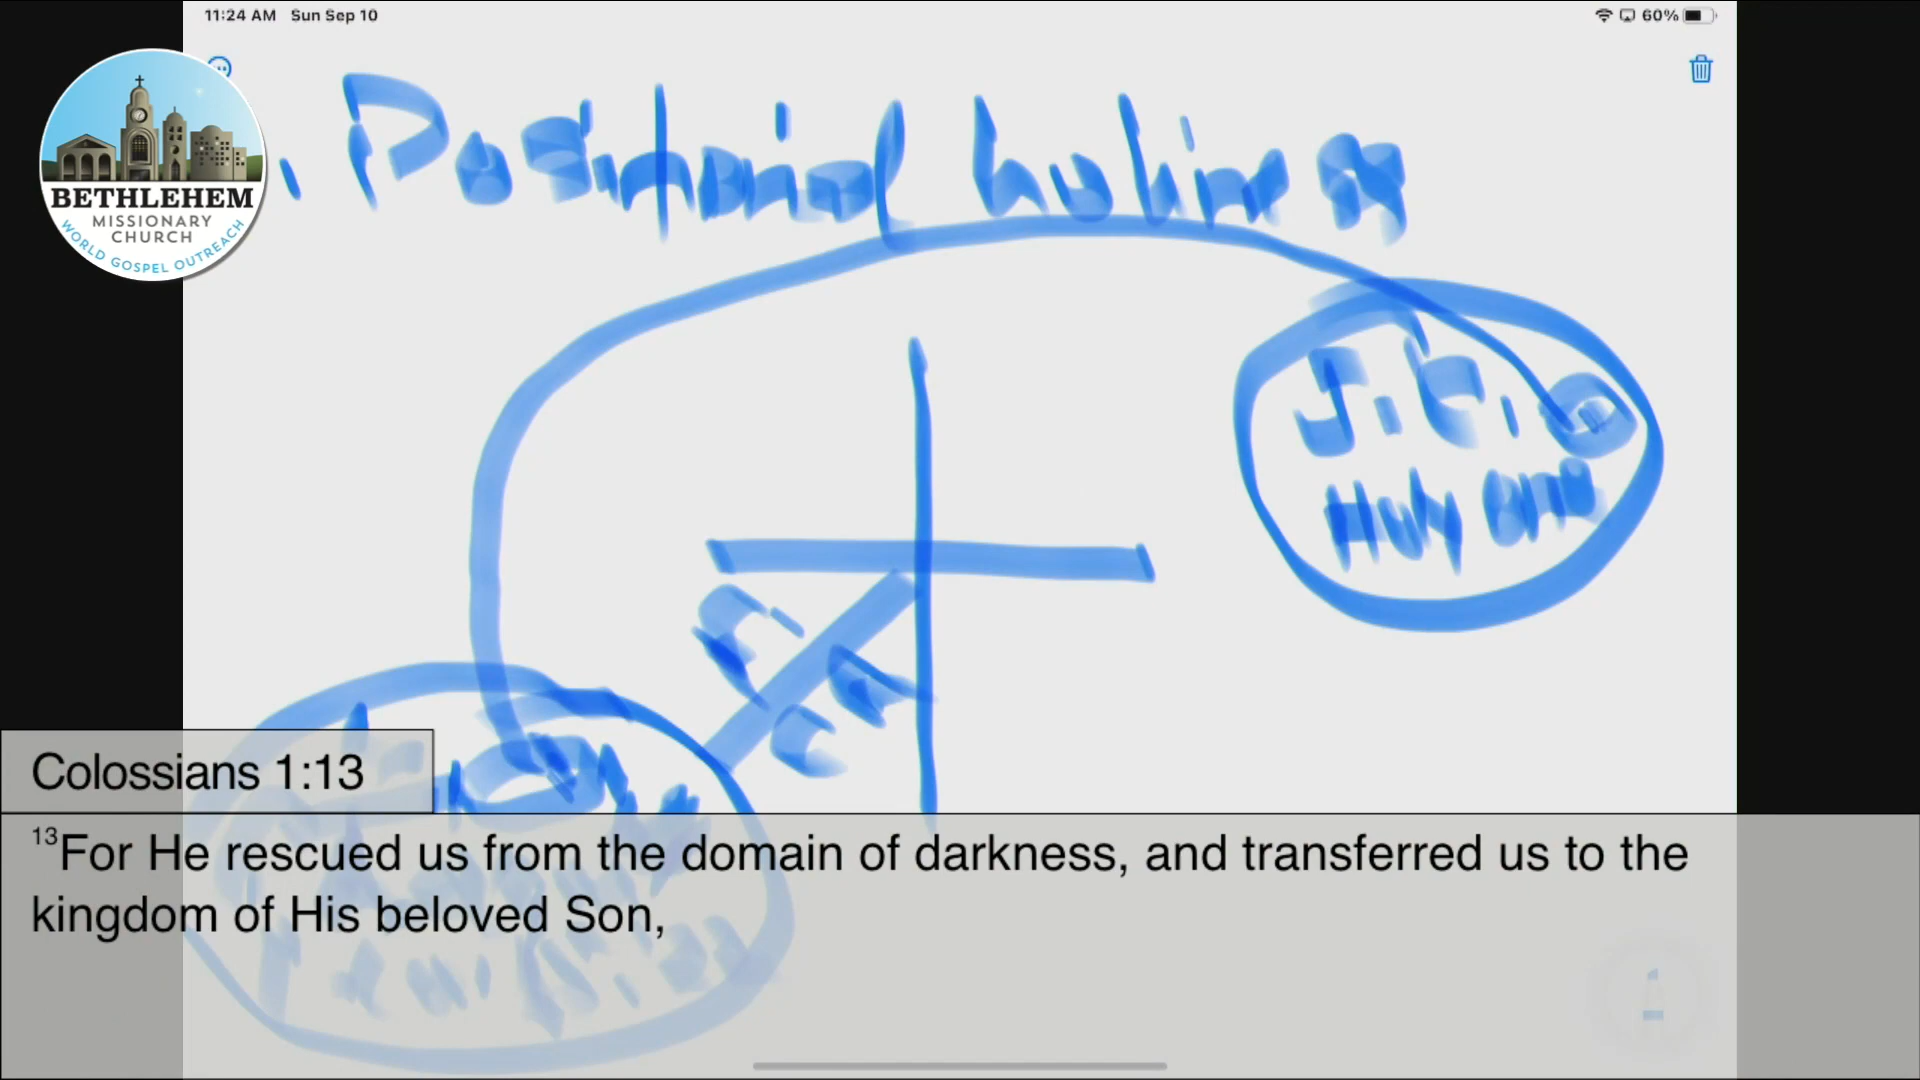 11:24 AM Sun Sep 10
60%
BETHLEHEM
MISSIONARY
CHURCH
WORLD GOSPEL OUTREACH
Positional holiness
J.C.
Holy one
Colossians 1:13
13For He rescued us from the domain of darkness, and transferred us to the
kingdom of His beloved Son,